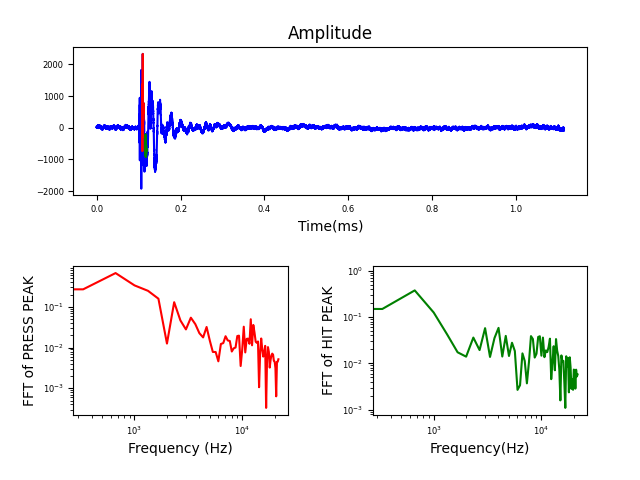 Amplitude
2000
1000
0
−1000
−2000
0.0 0.2 0.4 0.6 0.8 1.0
Time(ms)
FFT of PRESS PEAK
10⁻¹
10⁻²
10⁻³
10³ 10⁴
Frequency (Hz)
FFT of HIT PEAK
10⁰
10⁻¹
10⁻²
10⁻³
10³ 10⁴
Frequency(Hz)